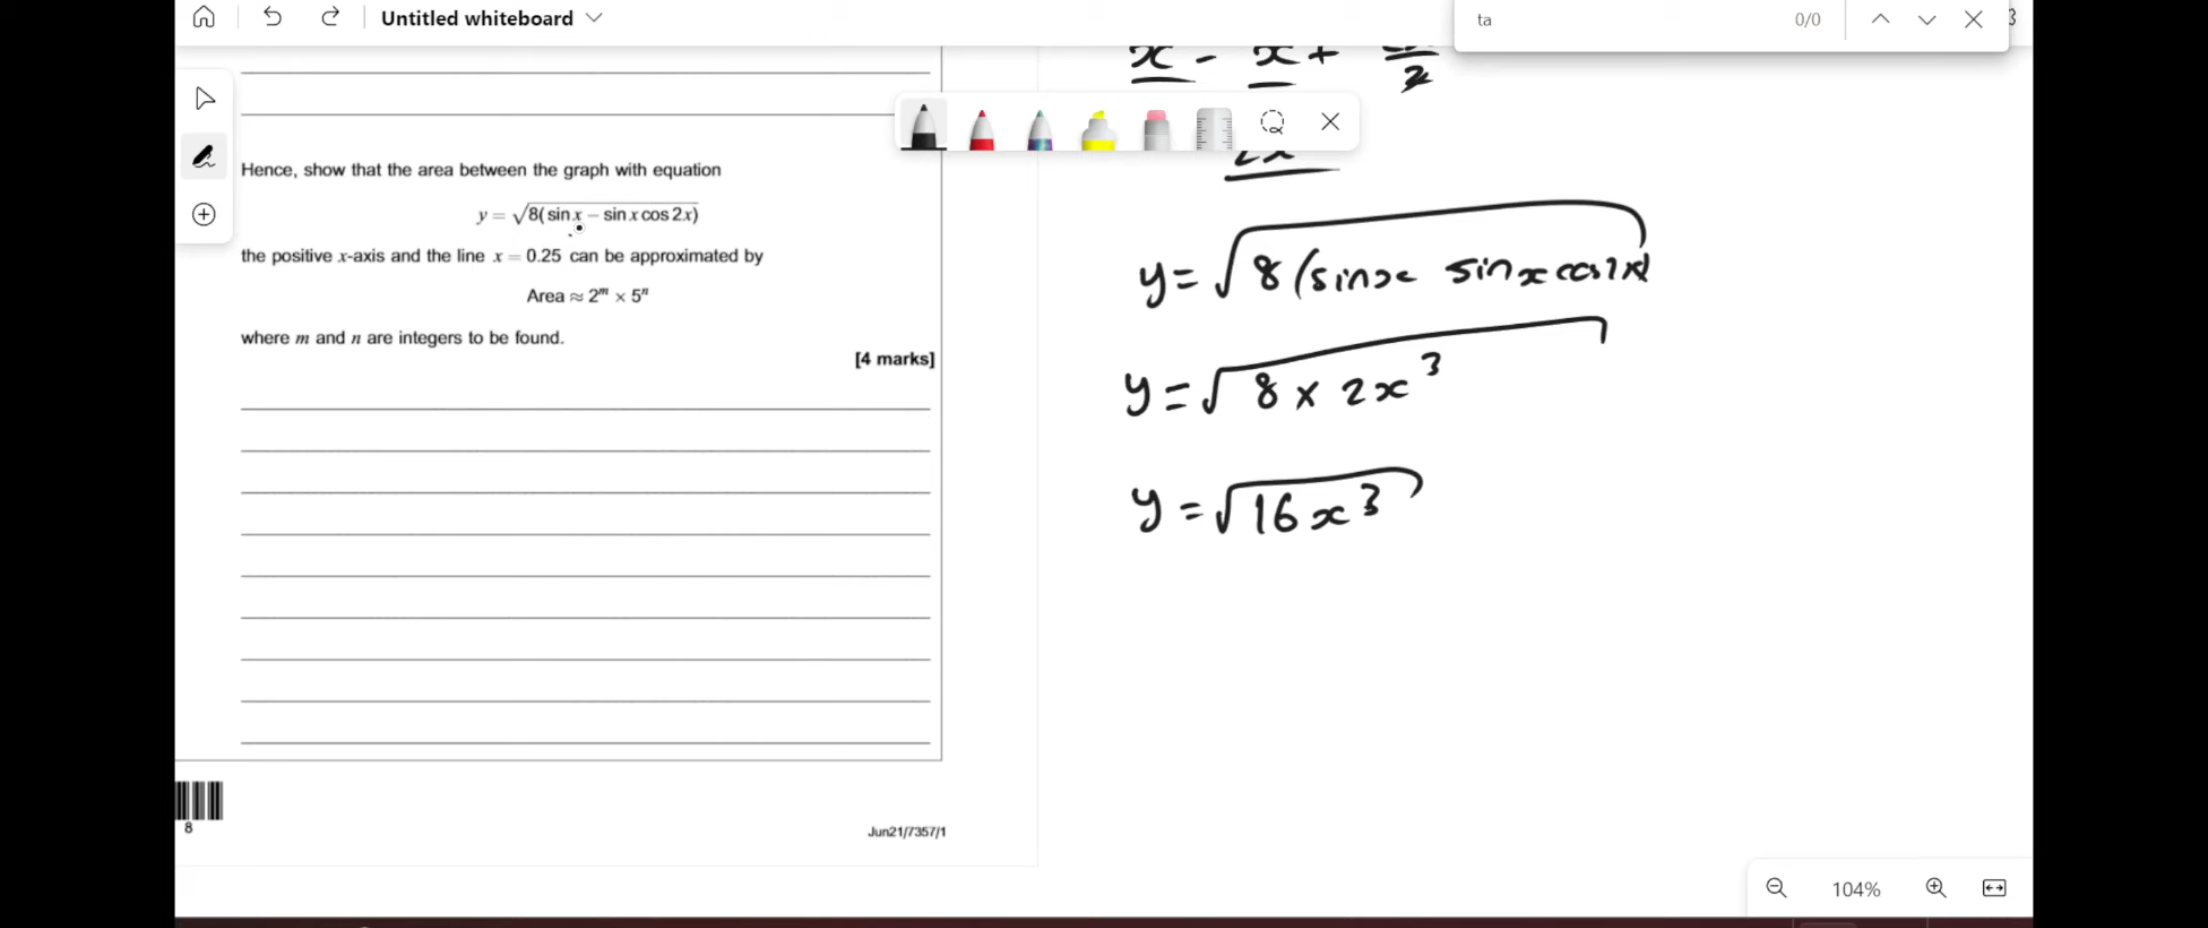 Untitled whiteboard
ta 0/0
x - x +
2
Hence, show that the area between the graph with equation
y = √8( sin x − sin x cos 2x)
the positive x-axis and the line x = 0.25 can be approximated by
Area ≈ 2ᵐ × 5ⁿ
where m and n are integers to be found.
[4 marks]
y = √8 (sin x sin x cos 2x)
y = √8 × 2x³
y = √16x³
8
Jun21/7357/1
104%